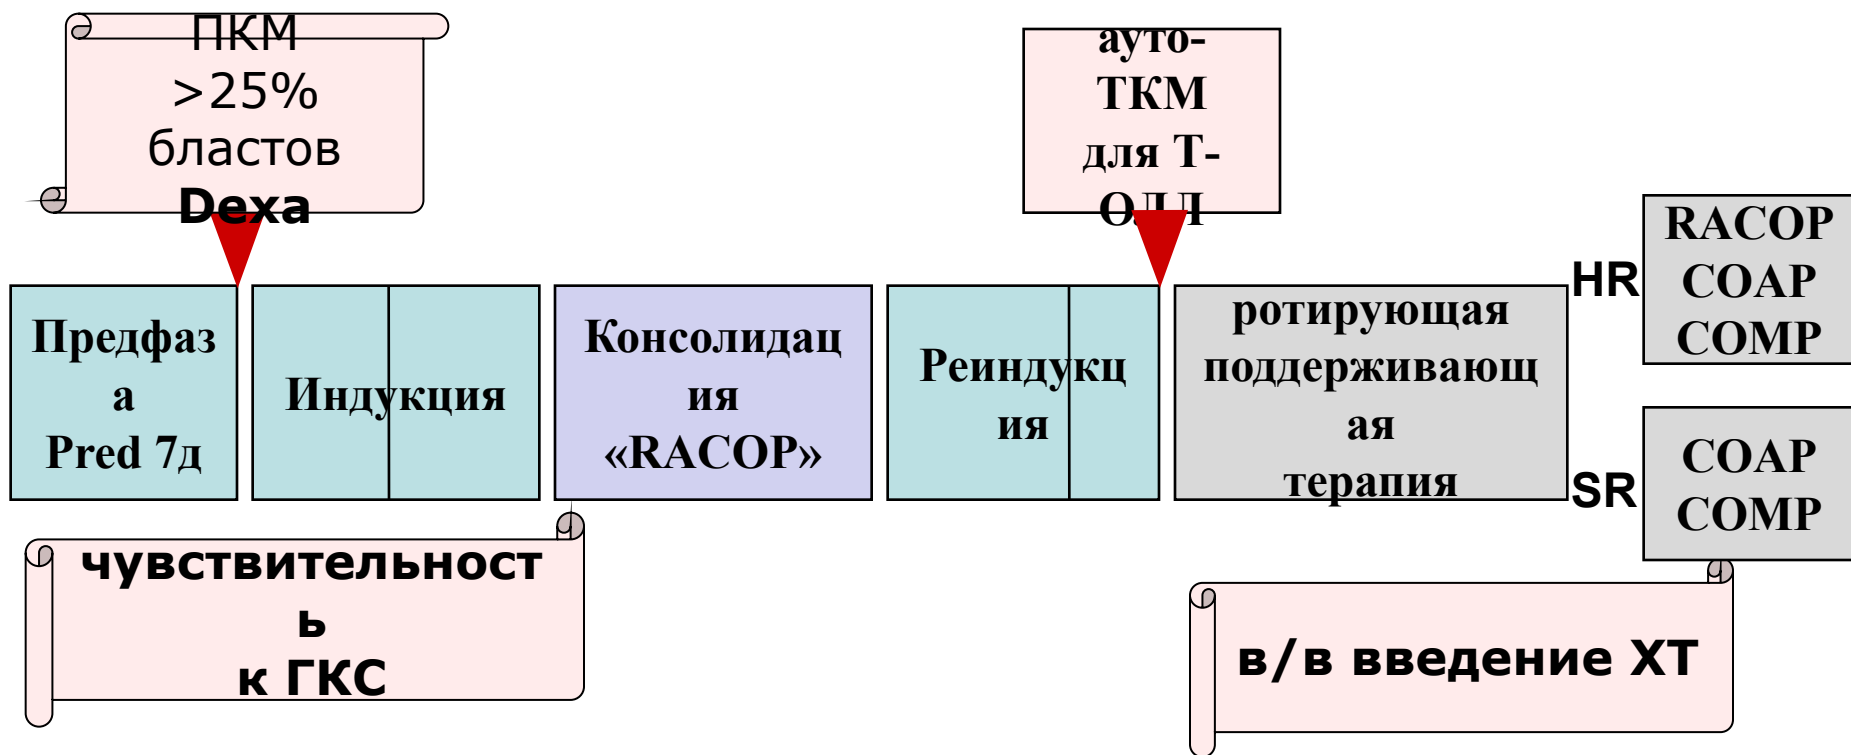 ПКМ
>25%
бластов
Dexa
ауто-
ТКМ
для Т-
ОЛЛ
Предфаз
а
Pred 7д
Индукция
Консолидац
ия
«RACOP»
Реиндукц
ия
ротирующая
поддерживающ
ая
терапия
HR
RACOP
COAP
COMP
SR
COAP
COMP
чувствительност
ь
к ГКС
в/в введение ХТ